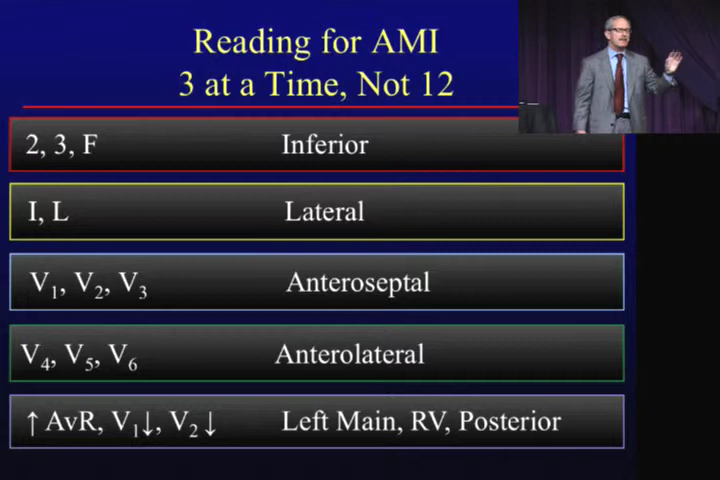 Reading for AMI
3 at a Time, Not 12
2, 3, F Inferior
I, L Lateral
V₁, V₂, V₃ Anteroseptal
V₄, V₅, V₆ Anterolateral
↑ AvR, V₁↓, V₂↓ Left Main, RV, Posterior